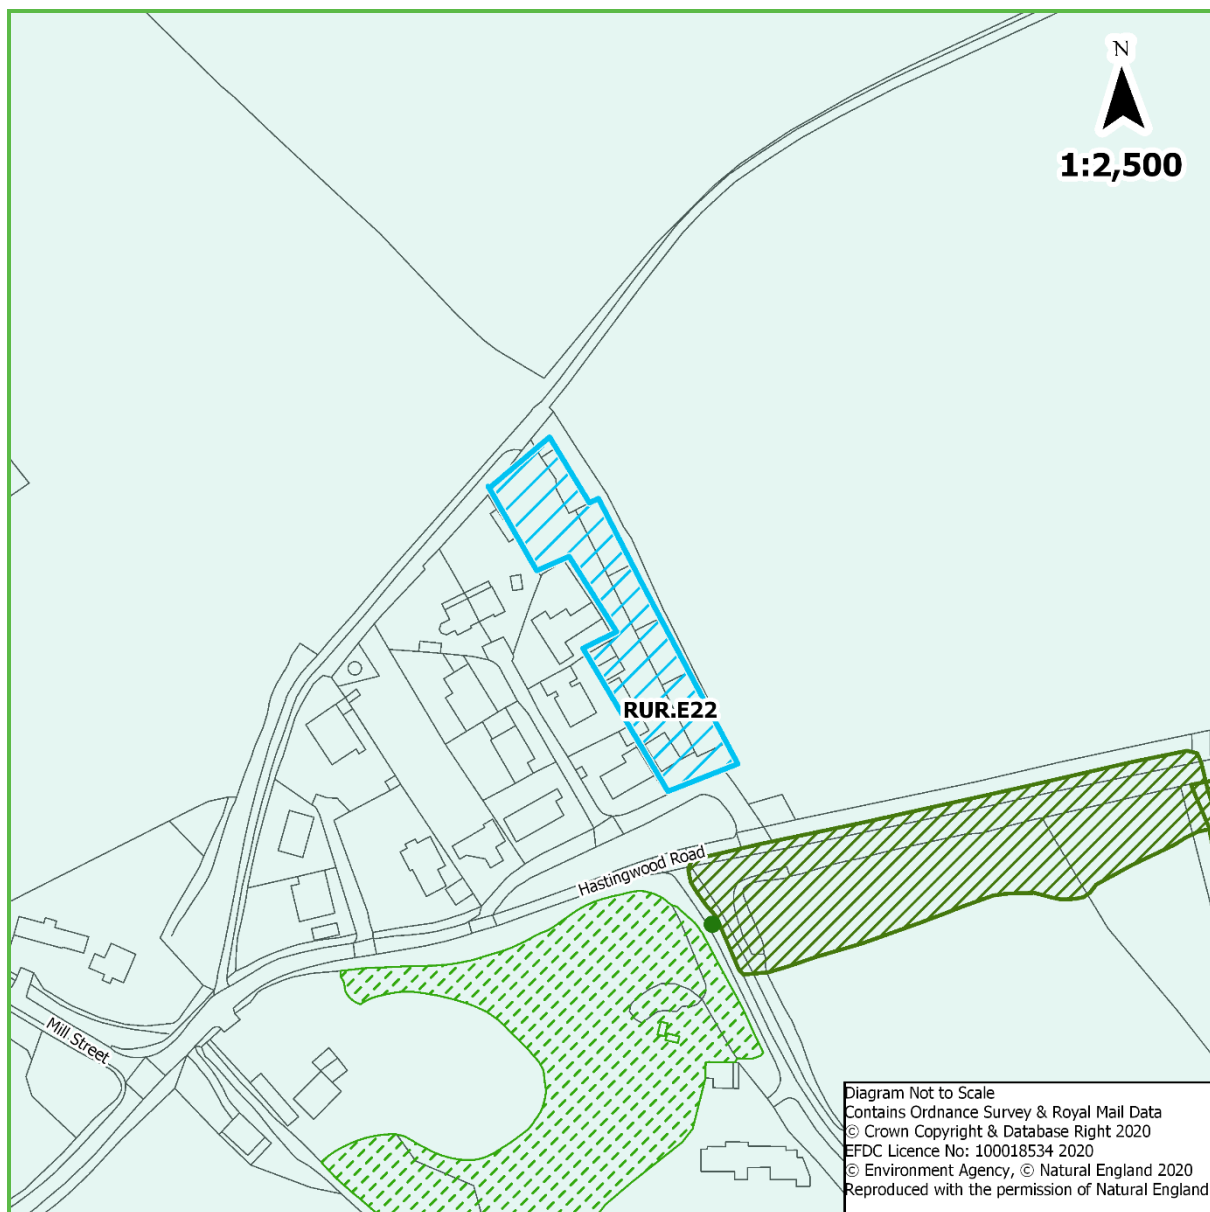 N
1:2,500
RUR.E22
Hastingwood Road
Mill Street
Diagram Not to Scale
Contains Ordnance Survey & Royal Mail Data
© Crown Copyright & Database Right 2020
EFDC Licence No: 100018534 2020
© Environment Agency, © Natural England 2020
Reproduced with the permission of Natural England